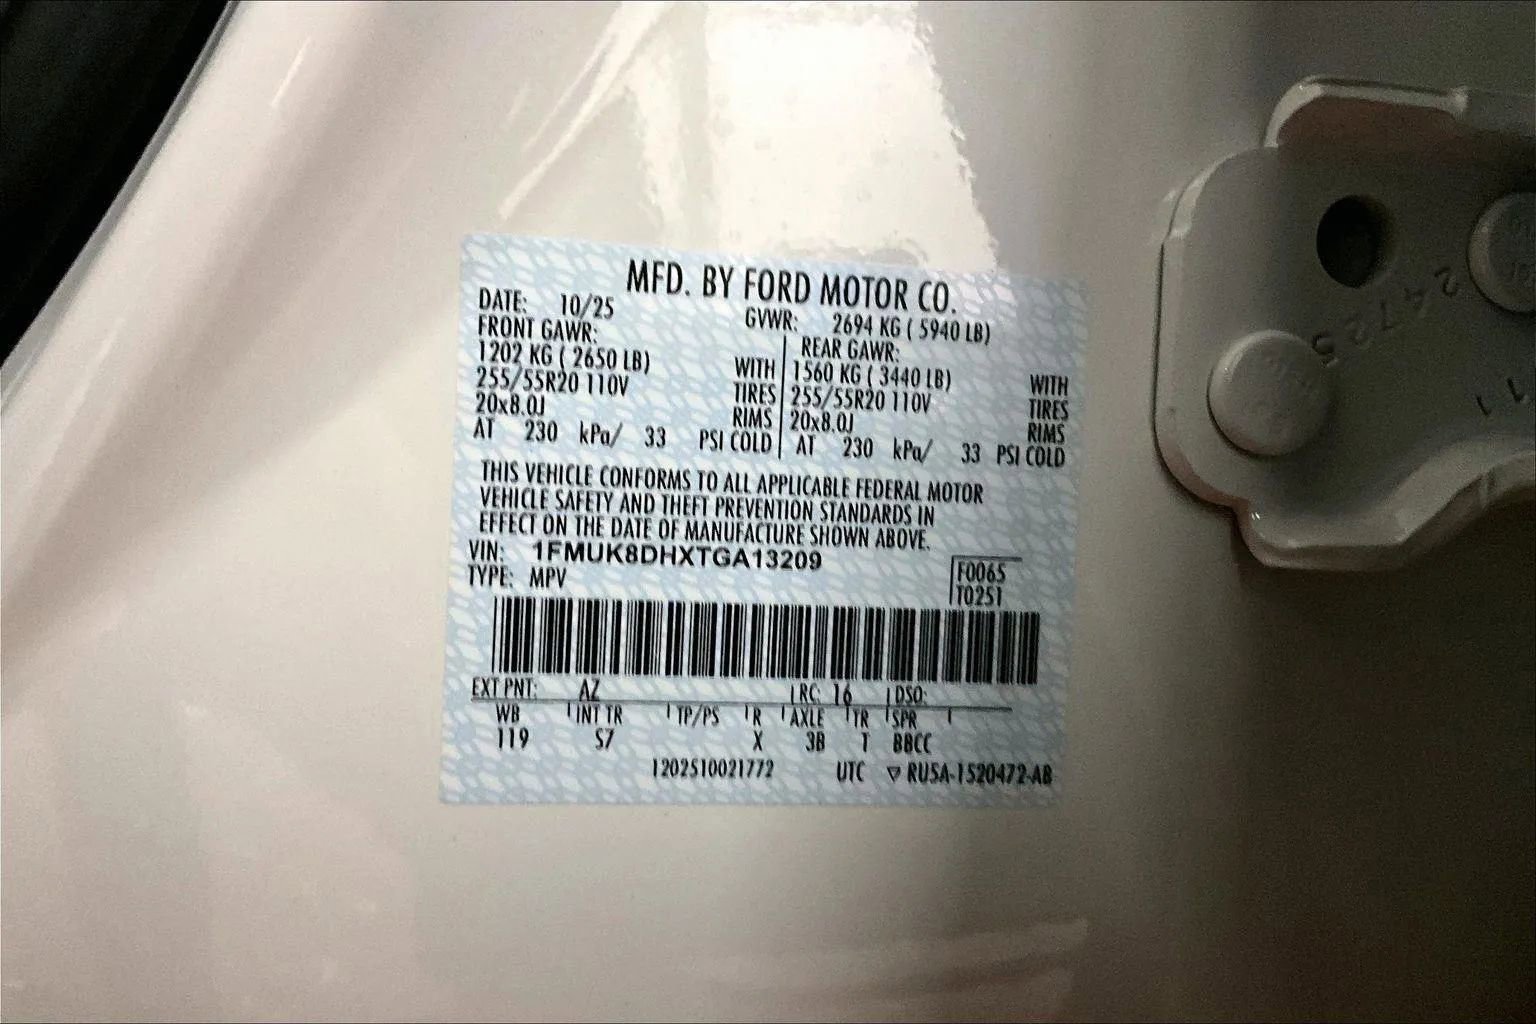 MFD. BY FORD MOTOR CO.
DATE: 10/25 GVWR: 2694 KG ( 5940 LB)
FRONT GAWR: REAR GAWR:
1202 KG ( 2650 LB) WITH 1560 KG ( 3440 LB) WITH
255/55R20 110V TIRES 255/55R20 110V TIRES
20x8.0J RIMS 20x8.0J RIMS
AT 230 kPa/ 33 PSI COLD AT 230 kPa/ 33 PSI COLD
THIS VEHICLE CONFORMS TO ALL APPLICABLE FEDERAL MOTOR
VEHICLE SAFETY AND THEFT PREVENTION STANDARDS IN
EFFECT ON THE DATE OF MANUFACTURE SHOWN ABOVE.
VIN: 1FMUK8DHXTGA13209
TYPE: MPV
F0065
T0251
EXT PNT: AZ RC: 16 DSO:
WB INT TR TP/PS R AXLE TR SPR
119 S7 X 3B T BBCC
1202510021772 UTC ▽ RU5A-1520472-AB
24725
11